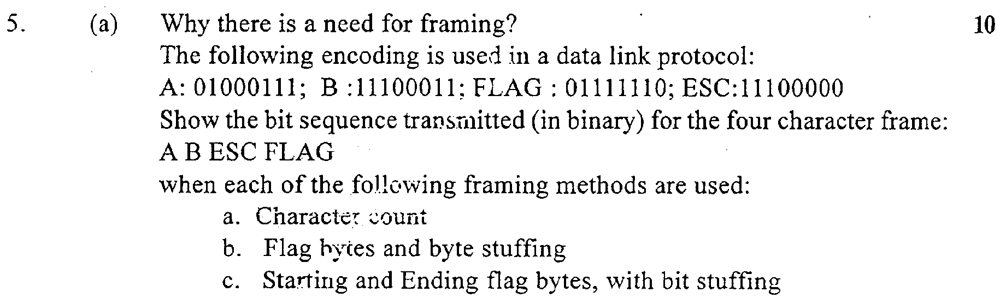 5. (a) Why there is a need for framing? 10
The following encoding is used in a data link protocol:
A: 01000111; B :11100011; FLAG : 01111110; ESC:11100000
Show the bit sequence transmitted (in binary) for the four character frame:
A B ESC FLAG
when each of the following framing methods are used:
a. Character count
b. Flag bytes and byte stuffing
c. Starting and Ending flag bytes, with bit stuffing